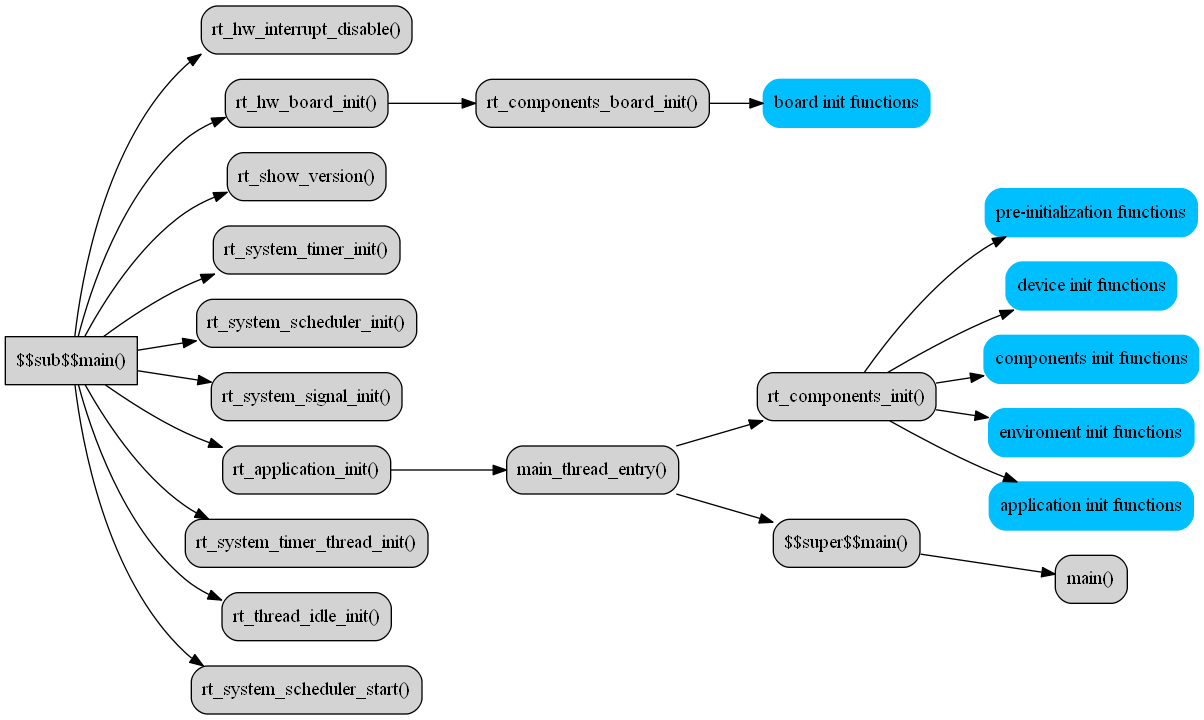 rt_hw_interrupt_disable()
rt_hw_board_init()
rt_components_board_init()
board init functions
rt_show_version()
pre-initialization functions
rt_system_timer_init()
device init functions
rt_system_scheduler_init()
$$sub$$main()
components init functions
rt_system_signal_init()
rt_components_init()
enviroment init functions
rt_application_init()
main_thread_entry()
application init functions
rt_system_timer_thread_init()
$$super$$main()
main()
rt_thread_idle_init()
rt_system_scheduler_start()